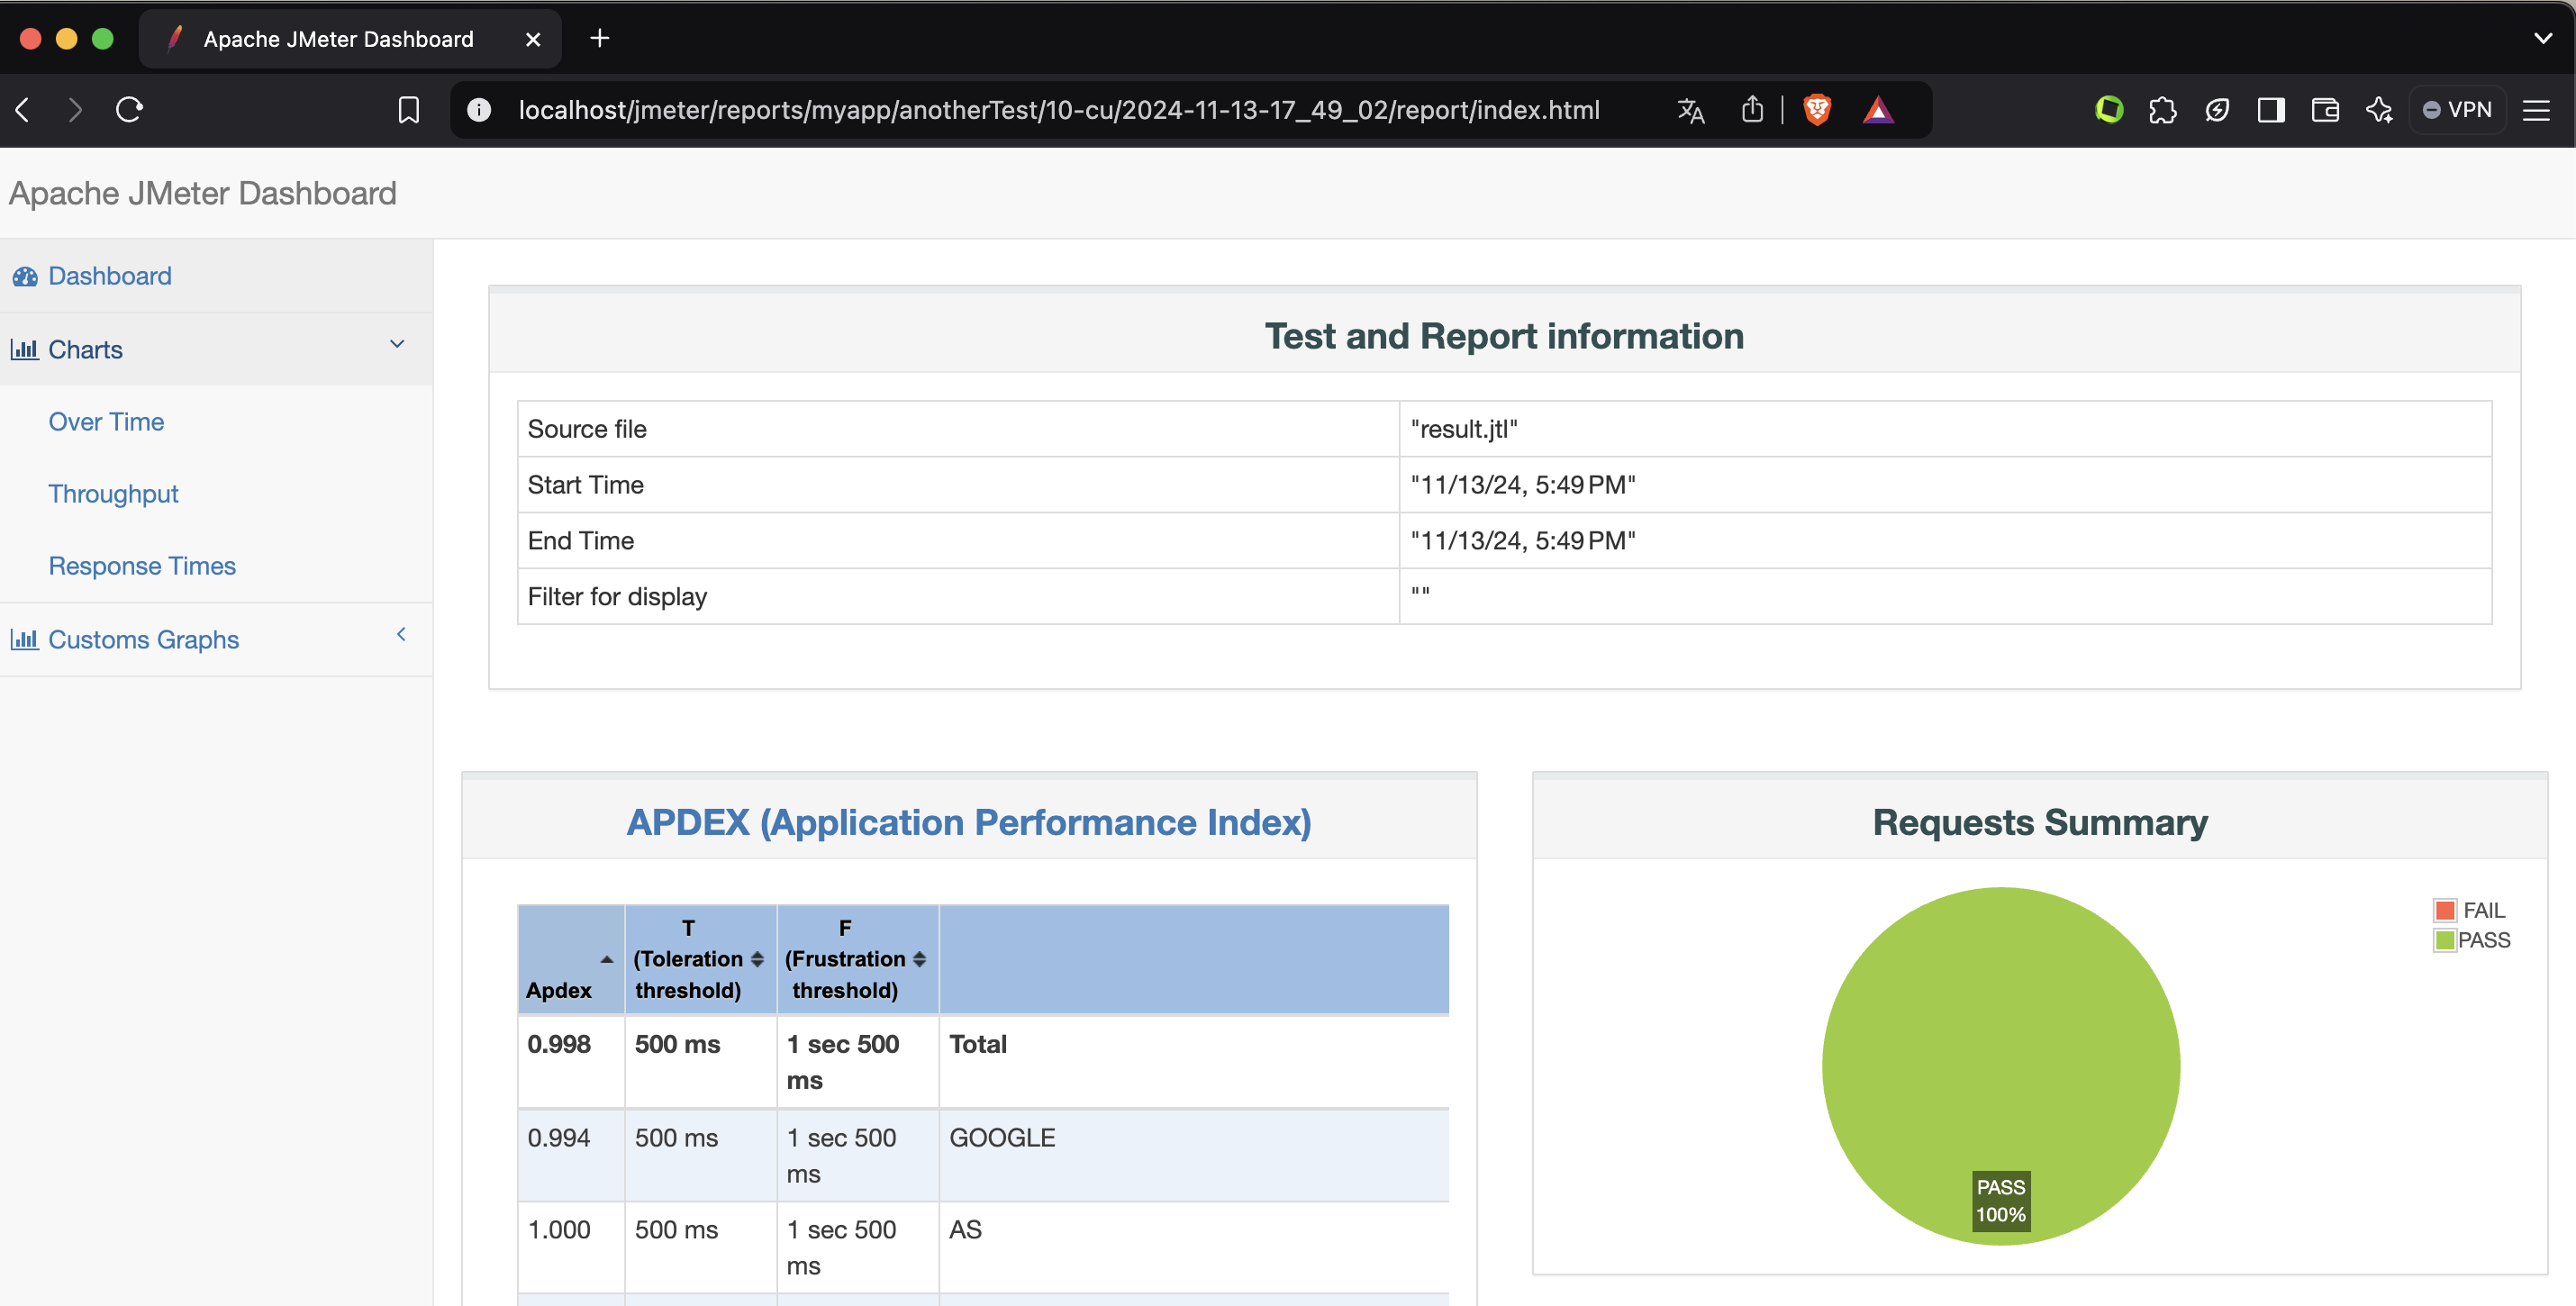 Apache JMeter Dashboard
localhost/jmeter/reports/myapp/anotherTest/10-cu/2024-11-13-17_49_02/report/index.html
VPN
Apache JMeter Dashboard
Dashboard
Charts
Over Time
Throughput
Response Times
Customs Graphs
Test and Report information
Source file "result.jtl"
Start Time "11/13/24, 5:49 PM"
End Time "11/13/24, 5:49 PM"
Filter for display ""
APDEX (Application Performance Index)
Apdex
T
(Toleration
threshold)
F
(Frustration
threshold)
0.998 500 ms 1 sec 500 Total
ms
0.994 500 ms 1 sec 500 GOOGLE
ms
1.000 500 ms 1 sec 500 AS
ms
Requests Summary
FAIL
PASS
PASS
100%